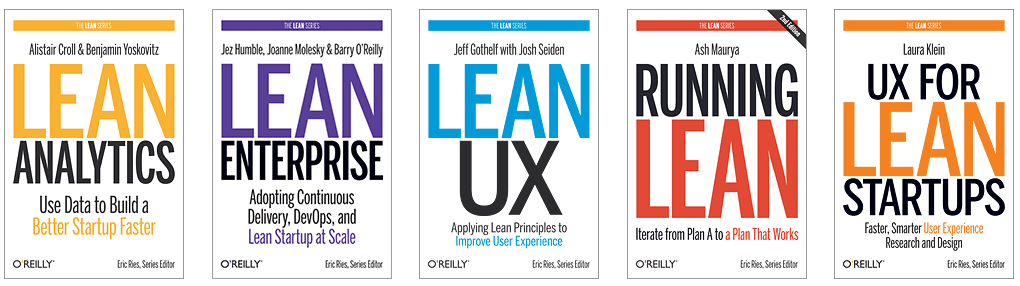 THE LEAN SERIES
Alistair Croll & Benjamin Yoskovitz
LEAN
ANALYTICS
Use Data to Build a
Better Startup Faster
O'REILLY®
Eric Ries, Series Editor
THE LEAN SERIES
Jez Humble, Joanne Molesky & Barry O'Reilly
LEAN
ENTERPRISE
Adopting Continuous
Delivery, DevOps, and
Lean Startup at Scale
O'REILLY®
Eric Ries, Series Editor
THE LEAN SERIES
Jeff Gothelf with Josh Seiden
LEAN
UX
Applying Lean Principles to
Improve User Experience
O'REILLY®
Eric Ries, Series Editor
THE LEAN SERIES
2nd Edition
Ash Maurya
RUNNING
LEAN
Iterate from Plan A to a Plan That Works
O'REILLY®
Eric Ries, Series Editor
THE LEAN SERIES
Laura Klein
UX FOR
LEAN
STARTUPS
Faster, Smarter User Experience
Research and Design
O'REILLY®
Eric Ries, Series Editor